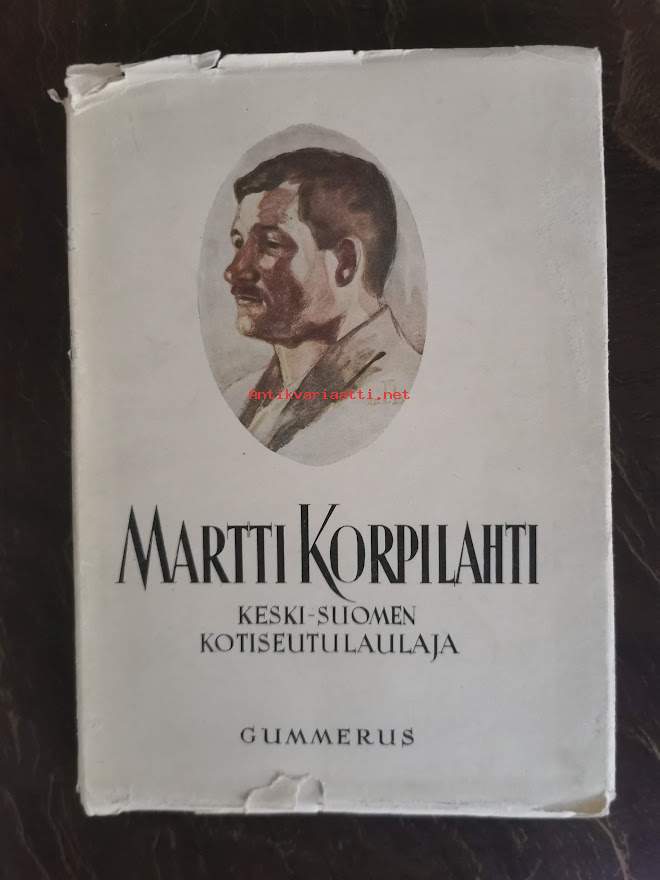 Antikvariaatti.net
MARTTI KORPILAHTI
KESKI-SUOMEN
KOTISEUTULAULAJA
GUMMERUS